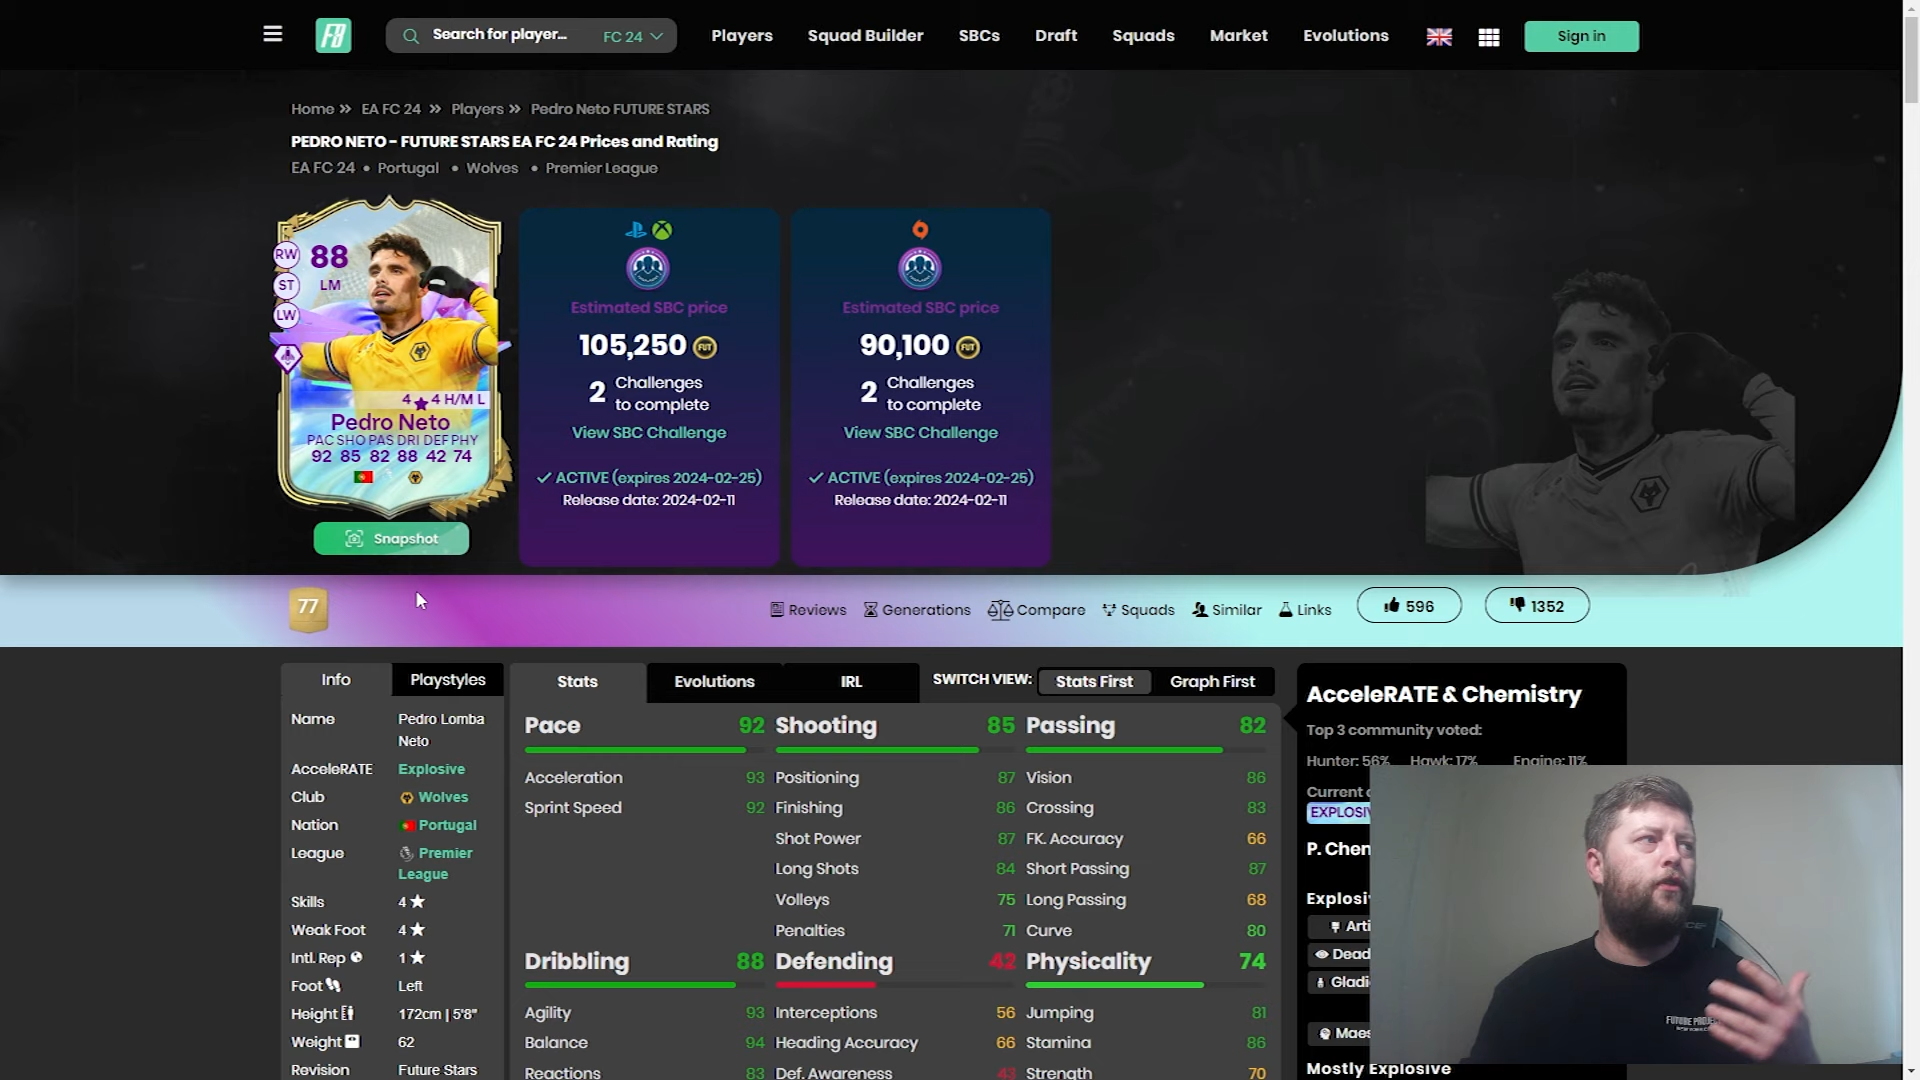 F8 Search for player... FC 24 Players Squad Builder SBCs Draft Squads Market Evolutions Sign in
Home » EA FC 24 » Players » Pedro Neto FUTURE STARS
PEDRO NETO - FUTURE STARS EA FC 24 Prices and Rating
EA FC 24 • Portugal • Wolves • Premier League
RW 88
ST LM
LW
4★ 4 H/M L
Pedro Neto
PAC SHO PAS DRI DEF PHY
92 85 82 88 42 74
Snapshot
Estimated SBC price
105,250 FUT
2 Challenges
to complete
View SBC Challenge
✓ ACTIVE (expires 2024-02-25)
Release date: 2024-02-11
Estimated SBC price
90,100 FUT
2 Challenges
to complete
View SBC Challenge
✓ ACTIVE (expires 2024-02-25)
Release date: 2024-02-11
77 Reviews Generations Compare Squads Similar Links 596 1352
Info Playstyles
Name Pedro Lomba
Neto
AcceleRATE Explosive
Club Wolves
Nation Portugal
League Premier
League
Skills 4 ★
Weak Foot 4 ★
Intl. Rep 1 ★
Foot Left
Height 172cm | 5'8"
Weight 62
Revision Future Stars
Stats Evolutions IRL SWITCH VIEW: Stats First Graph First
Pace 92 Shooting 85 Passing 82
Acceleration 93 Positioning 87 Vision 86
Sprint Speed 92 Finishing 86 Crossing 83
Shot Power 87 FK. Accuracy 66
Long Shots 84 Short Passing 87
Volleys 75 Long Passing 68
Penalties 71 Curve 80
Dribbling 88 Defending 42 Physicality 74
Agility 93 Interceptions 56 Jumping 81
Balance 94 Heading Accuracy 66 Stamina 86
Reactions 83 Def. Awareness 43 Strength 70
AcceleRATE & Chemistry
Top 3 community voted:
Hunter: 56% Hawk: 17% Engine: 11%
Current c
EXPLOSIV
P. Chem
Explosi
Arti
Dead
Gladi
Maes
Mostly Explosive